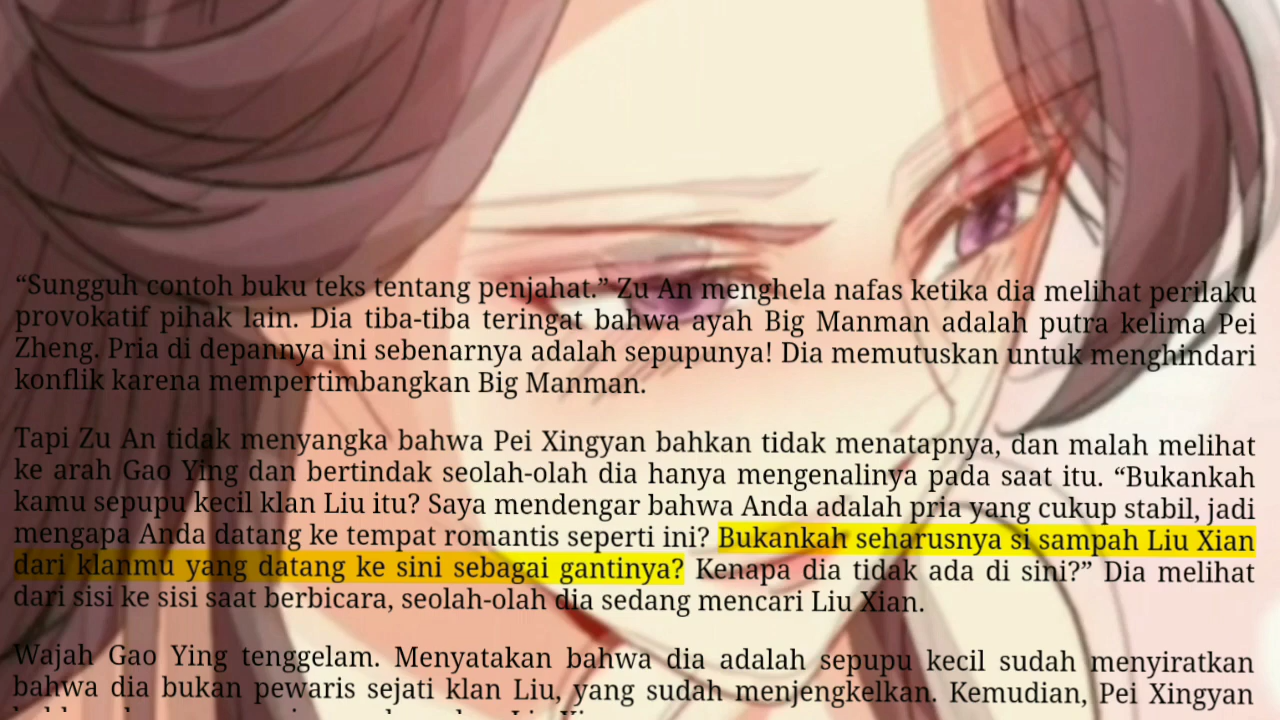 “Sungguh contoh buku teks tentang penjahat.” Zu An menghela nafas ketika dia melihat perilaku
provokatif pihak lain. Dia tiba-tiba teringat bahwa ayah Big Manman adalah putra kelima Pei
Zheng. Pria di depannya ini sebenarnya adalah sepupunya! Dia memutuskan untuk menghindari
konflik karena mempertimbangkan Big Manman.
Tapi Zu An tidak menyangka bahwa Pei Xingyan bahkan tidak menatapnya, dan malah melihat
ke arah Gao Ying dan bertindak seolah-olah dia hanya mengenalinya pada saat itu. “Bukankah
kamu sepupu kecil klan Liu itu? Saya mendengar bahwa Anda adalah pria yang cukup stabil, jadi
mengapa Anda datang ke tempat romantis seperti ini? Bukankah seharusnya si sampah Liu Xian
dari klanmu yang datang ke sini sebagai gantinya? Kenapa dia tidak ada di sini?” Dia melihat
dari sisi ke sisi saat berbicara, seolah-olah dia sedang mencari Liu Xian.
Wajah Gao Ying tenggelam. Menyatakan bahwa dia adalah sepupu kecil sudah menyiratkan
bahwa dia bukan pewaris sejati klan Liu, yang sudah menjengkelkan. Kemudian, Pei Xingyan